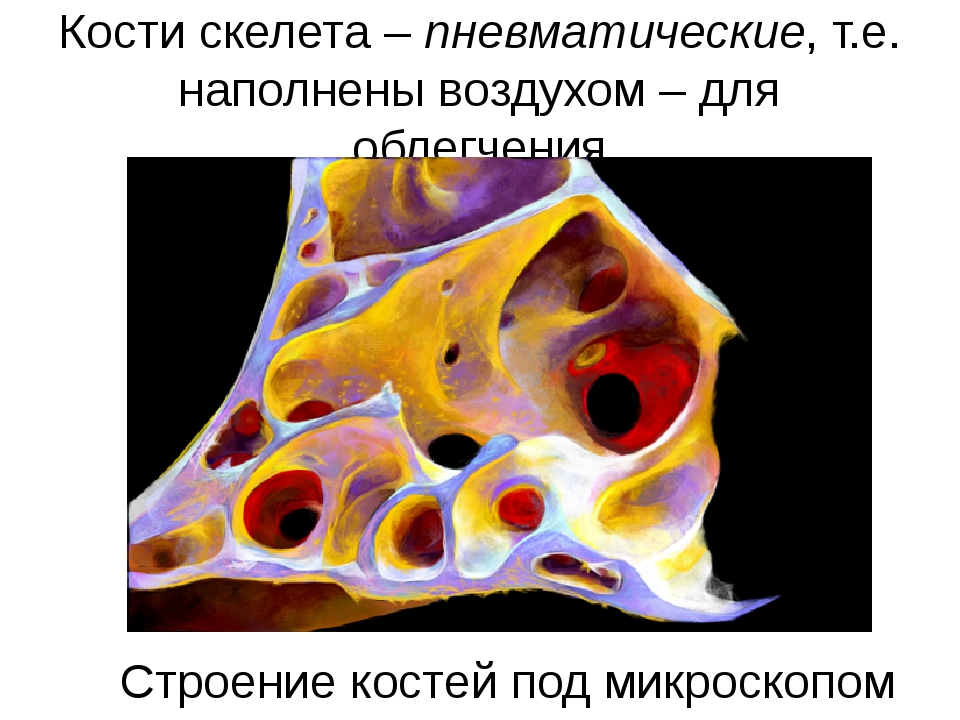 Кости скелета – пневматические, т.е.
наполнены воздухом – для
облегчения
Строение костей под микроскопом